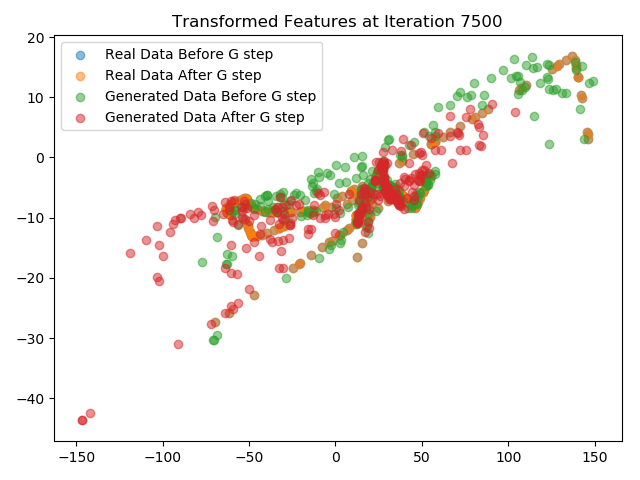 Transformed Features at Iteration 7500
Real Data Before G step
Real Data After G step
Generated Data Before G step
Generated Data After G step
20
10
0
−10
−20
−30
−40
−150 −100 −50 0 50 100 150